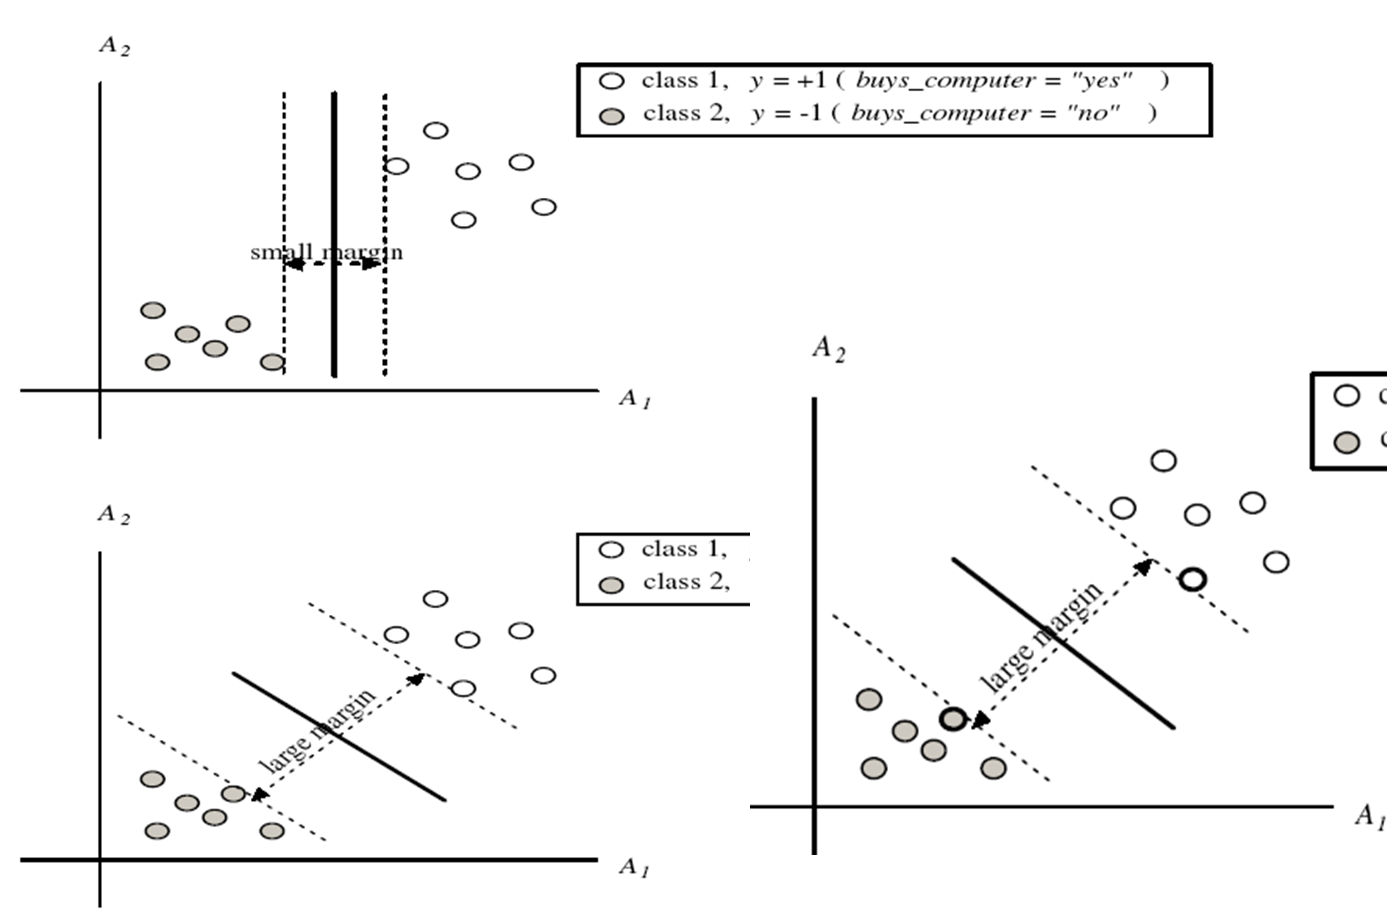 A2
class 1, y = +1 ( buys_computer = "yes" )
class 2, y = -1 ( buys_computer = "no" )
small margin
A1
A2
class 1,
class 2,
large margin
A1
A2
c
c
large margin
A1